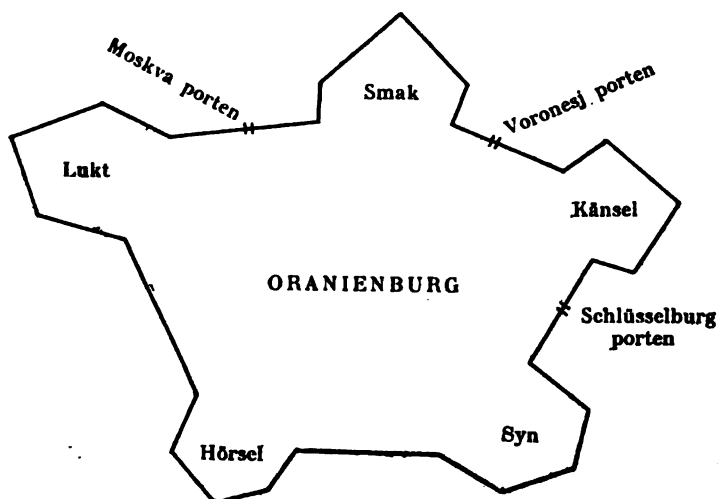 Moskva porten
Smak
Voronesj porten
Lukt
Känsel
ORANIENBURG
Schlüsselburg
porten
Syn
Hörsel